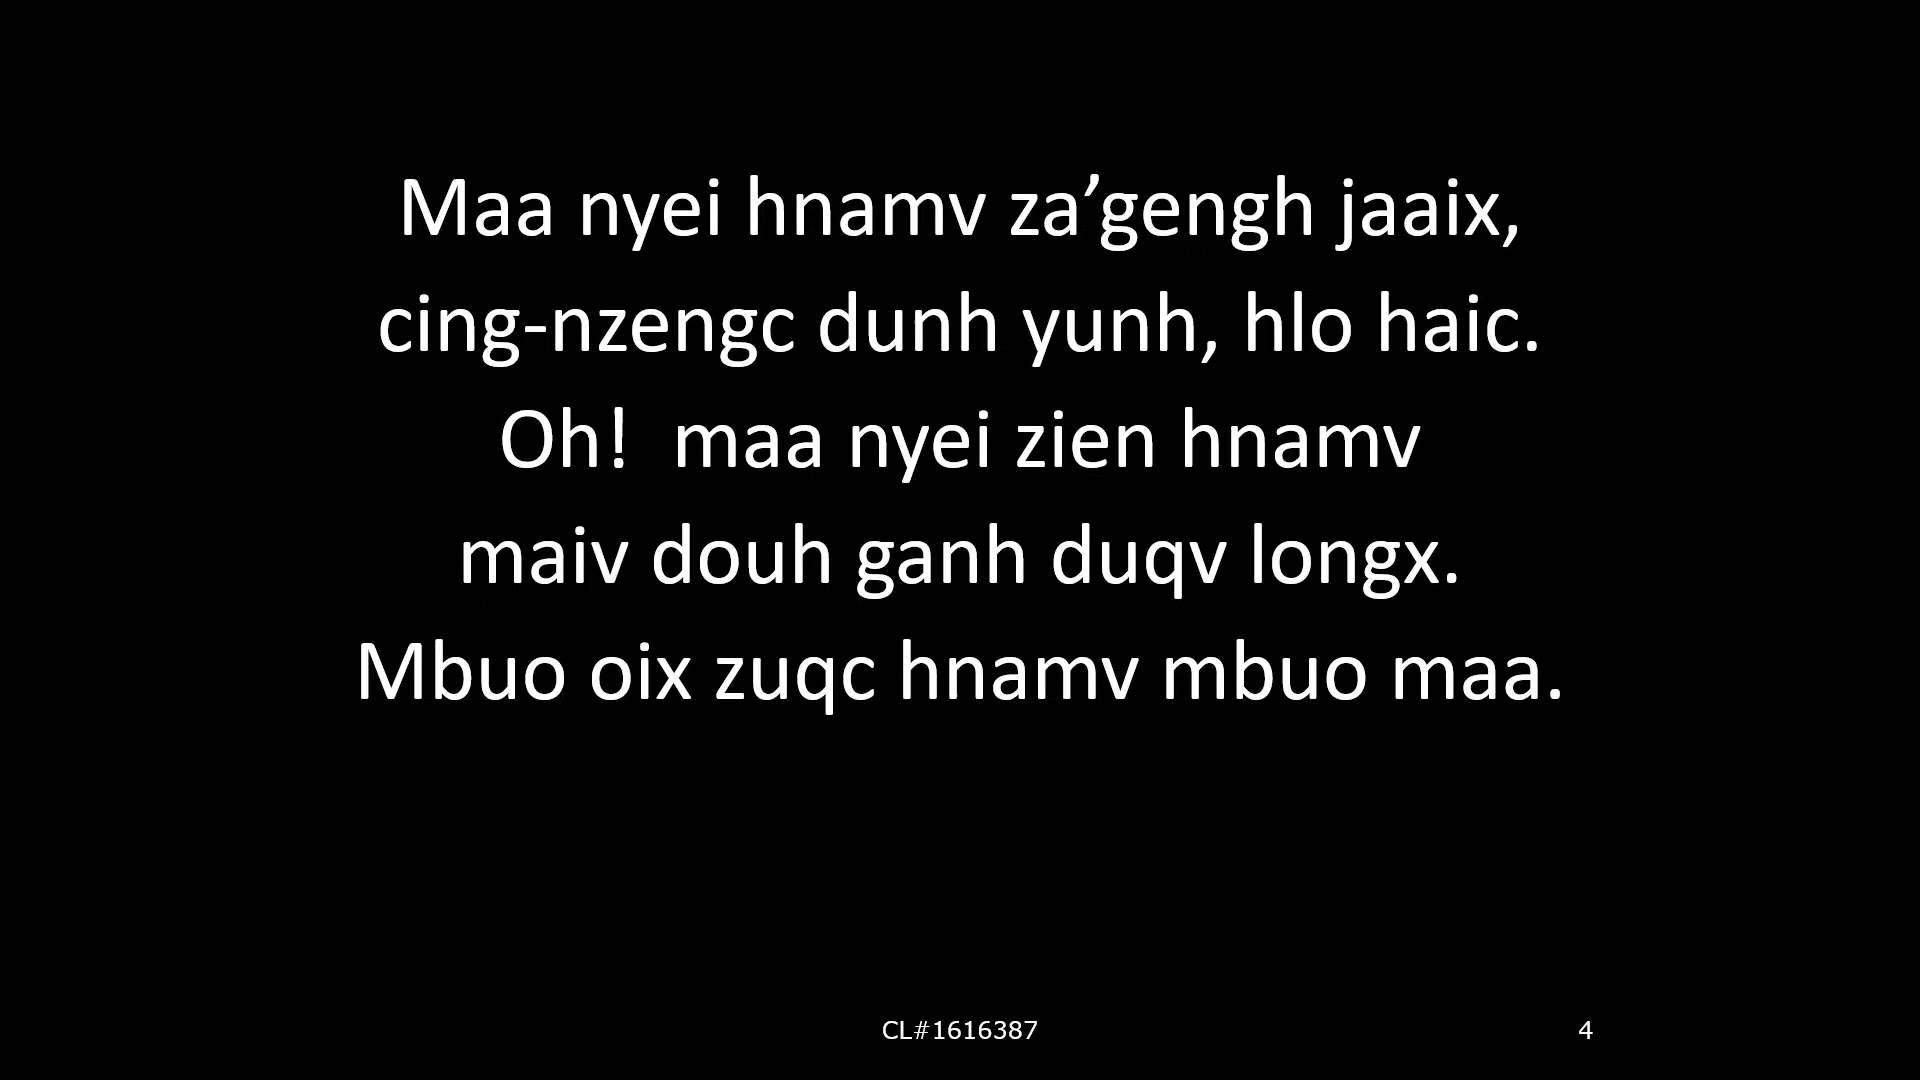 Maa nyei hnamv za’gengh jaaix,
cing-nzengc dunh yunh, hlo haic.
Oh!  maa nyei zien hnamv
maiv douh ganh duqv longx.
Mbuo oix zuqc hnamv mbuo maa.
CL#1616387
4